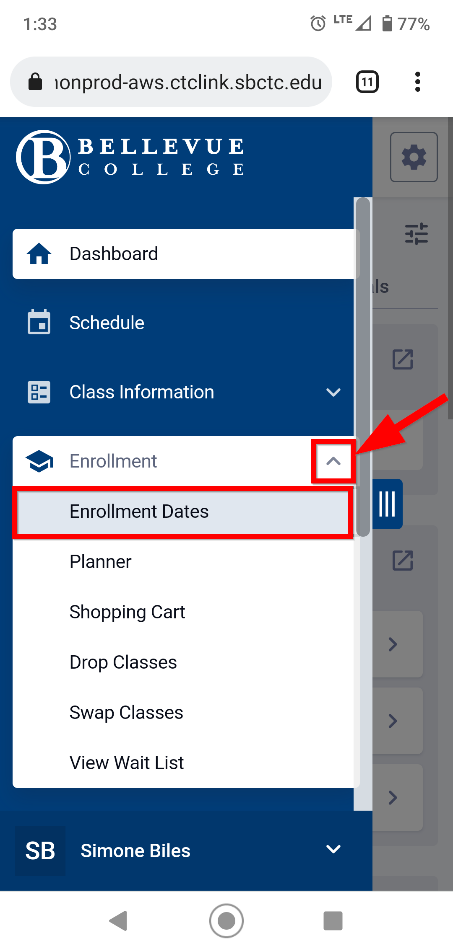 1:33
LTE
77%
nonprod-aws.ctclink.sbctc.edu
11
B BELLEVUE
COLLEGE
Dashboard
als
Schedule
Class Information
Enrollment
Enrollment Dates
Planner
Shopping Cart
Drop Classes
Swap Classes
View Wait List
SB Simone Biles